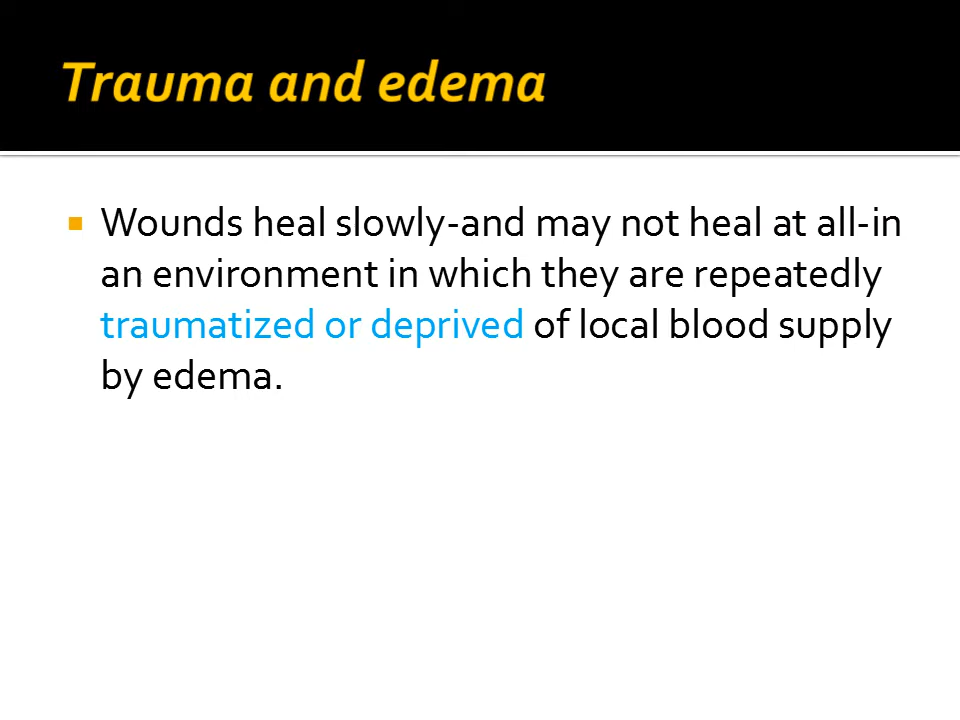 Trauma and edema
Wounds heal slowly-and may not heal at all-in
an environment in which they are repeatedly
traumatized or deprived of local blood supply
by edema.